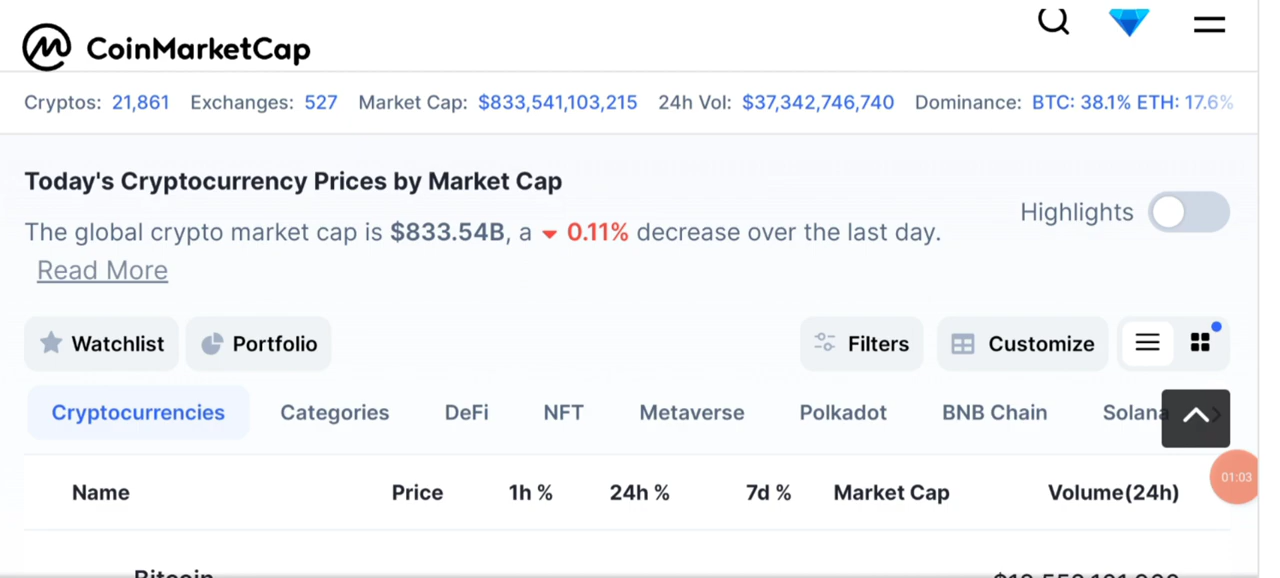 CoinMarketCap
Cryptos: 21,861 Exchanges: 527 Market Cap: $833,541,103,215 24h Vol: $37,342,746,740 Dominance: BTC: 38.1% ETH: 17.6%
Today's Cryptocurrency Prices by Market Cap
Highlights
The global crypto market cap is $833.54B, a 0.11% decrease over the last day.
Read More
Watchlist Portfolio Filters Customize
Cryptocurrencies Categories DeFi NFT Metaverse Polkadot BNB Chain Solana
01:03
Name Price 1h % 24h % 7d % Market Cap Volume(24h)
Bitcoin